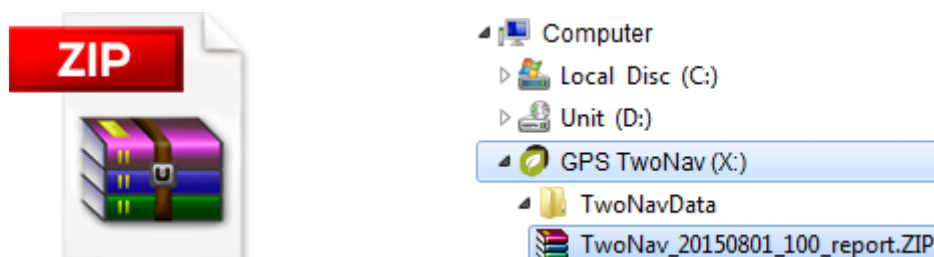 ZIP
Computer
Local Disc (C:)
Unit (D:)
GPS TwoNav (X:)
TwoNavData
TwoNav_20150801_100_report.ZIP